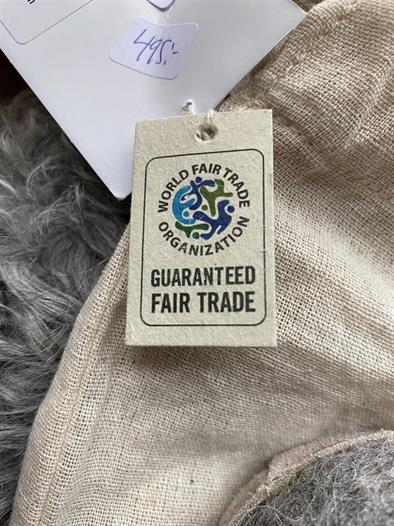 495:-
WORLD FAIR TRADE
ORGANIZATION
GUARANTEED
FAIR TRADE